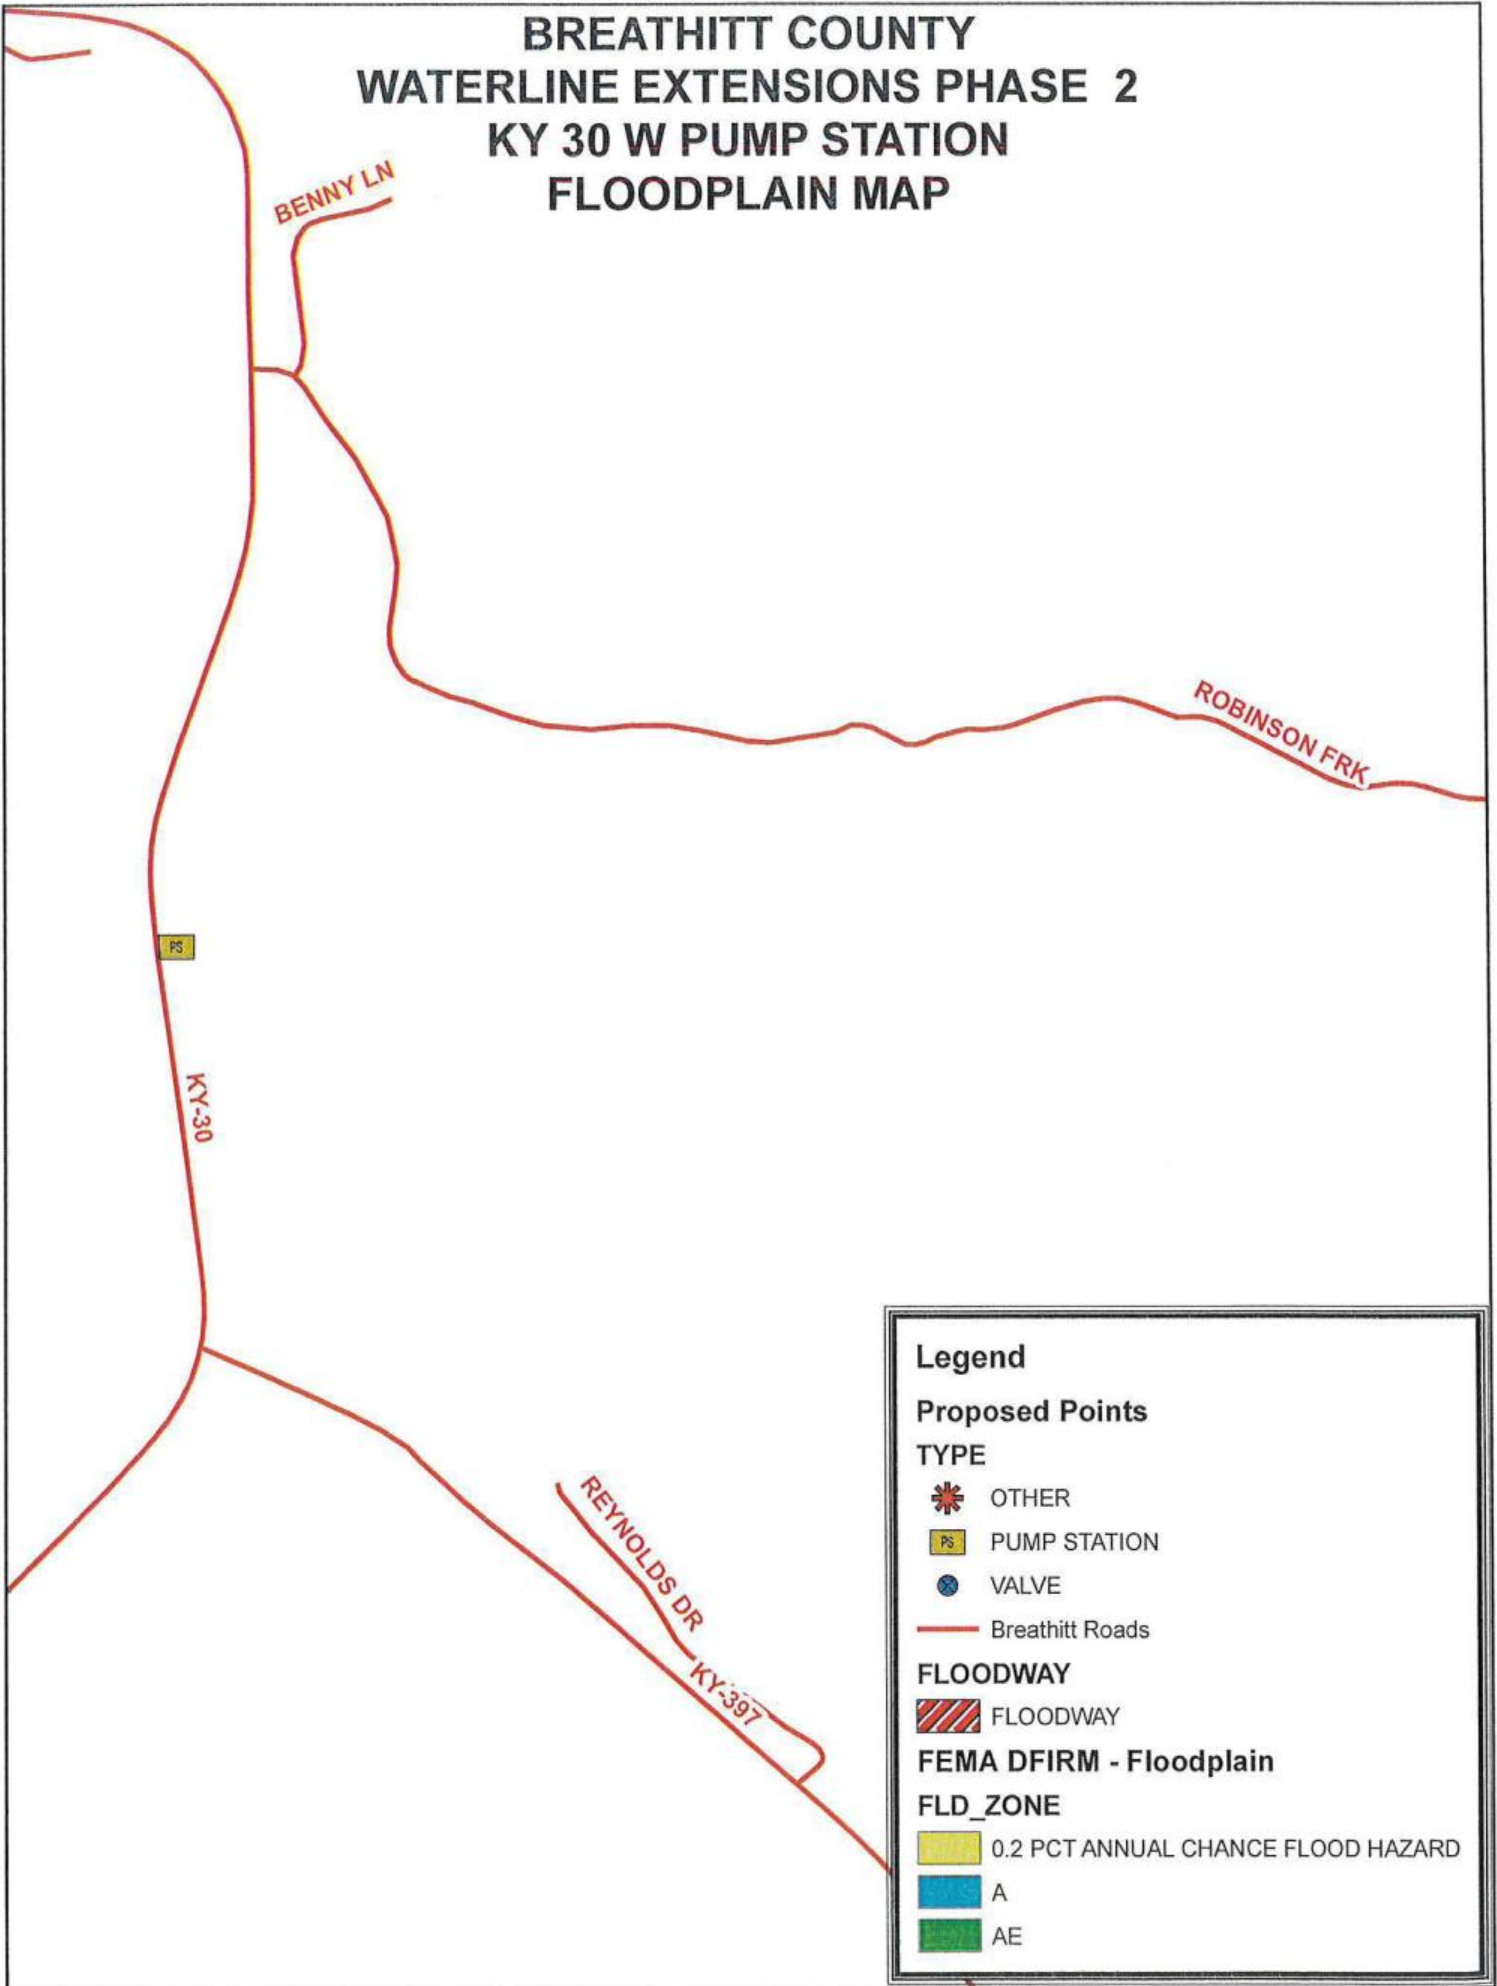 BREATHITT COUNTY
WATERLINE EXTENSIONS PHASE 2
KY 30 W PUMP STATION
FLOODPLAIN MAP
BENNY LN
ROBINSON FRK
PS
KY-30
REYNOLDS DR
KY-397
Legend
Proposed Points
TYPE
OTHER
PS PUMP STATION
VALVE
Breathitt Roads
FLOODWAY
FLOODWAY
FEMA DFIRM - Floodplain
FLD_ZONE
0.2 PCT ANNUAL CHANCE FLOOD HAZARD
A
AE